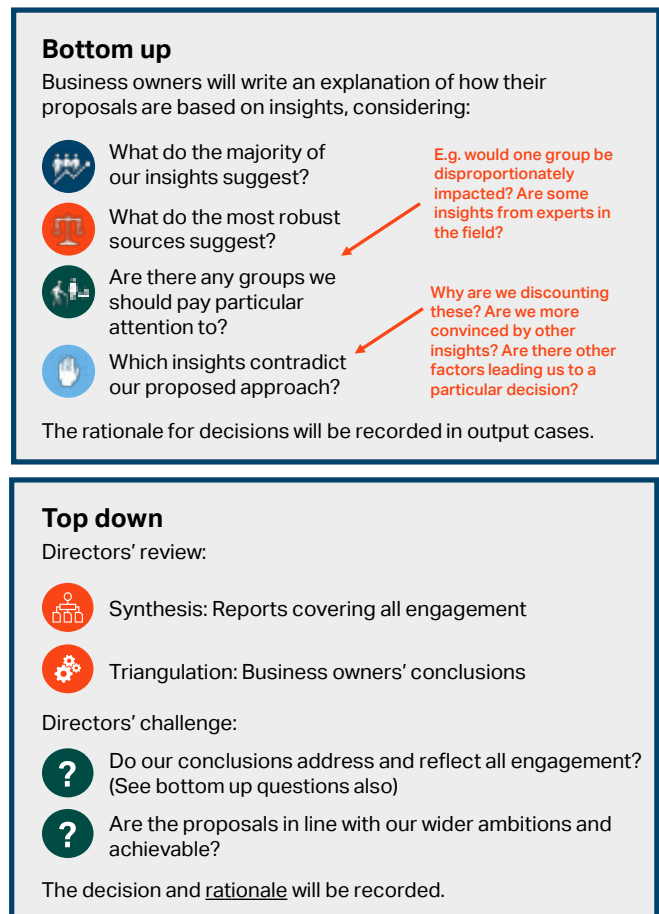 Bottom up
Business owners will write an explanation of how their
proposals are based on insights, considering:
What do the majority of
our insights suggest?
What do the most robust
sources suggest?
Are there any groups we
should pay particular
attention to?
Which insights contradict
our proposed approach?
E.g. would one group be
disproportionately
impacted? Are some
insights from experts in
the field?
Why are we discounting
these? Are we more
convinced by other
insights? Are there other
factors leading us to a
particular decision?
The rationale for decisions will be recorded in output cases.
Top down
Directors’ review:
Synthesis: Reports covering all engagement
Triangulation: Business owners’ conclusions
Directors’ challenge:
? Do our conclusions address and reflect all engagement?
(See bottom up questions also)
? Are the proposals in line with our wider ambitions and
achievable?
The decision and rationale will be recorded.